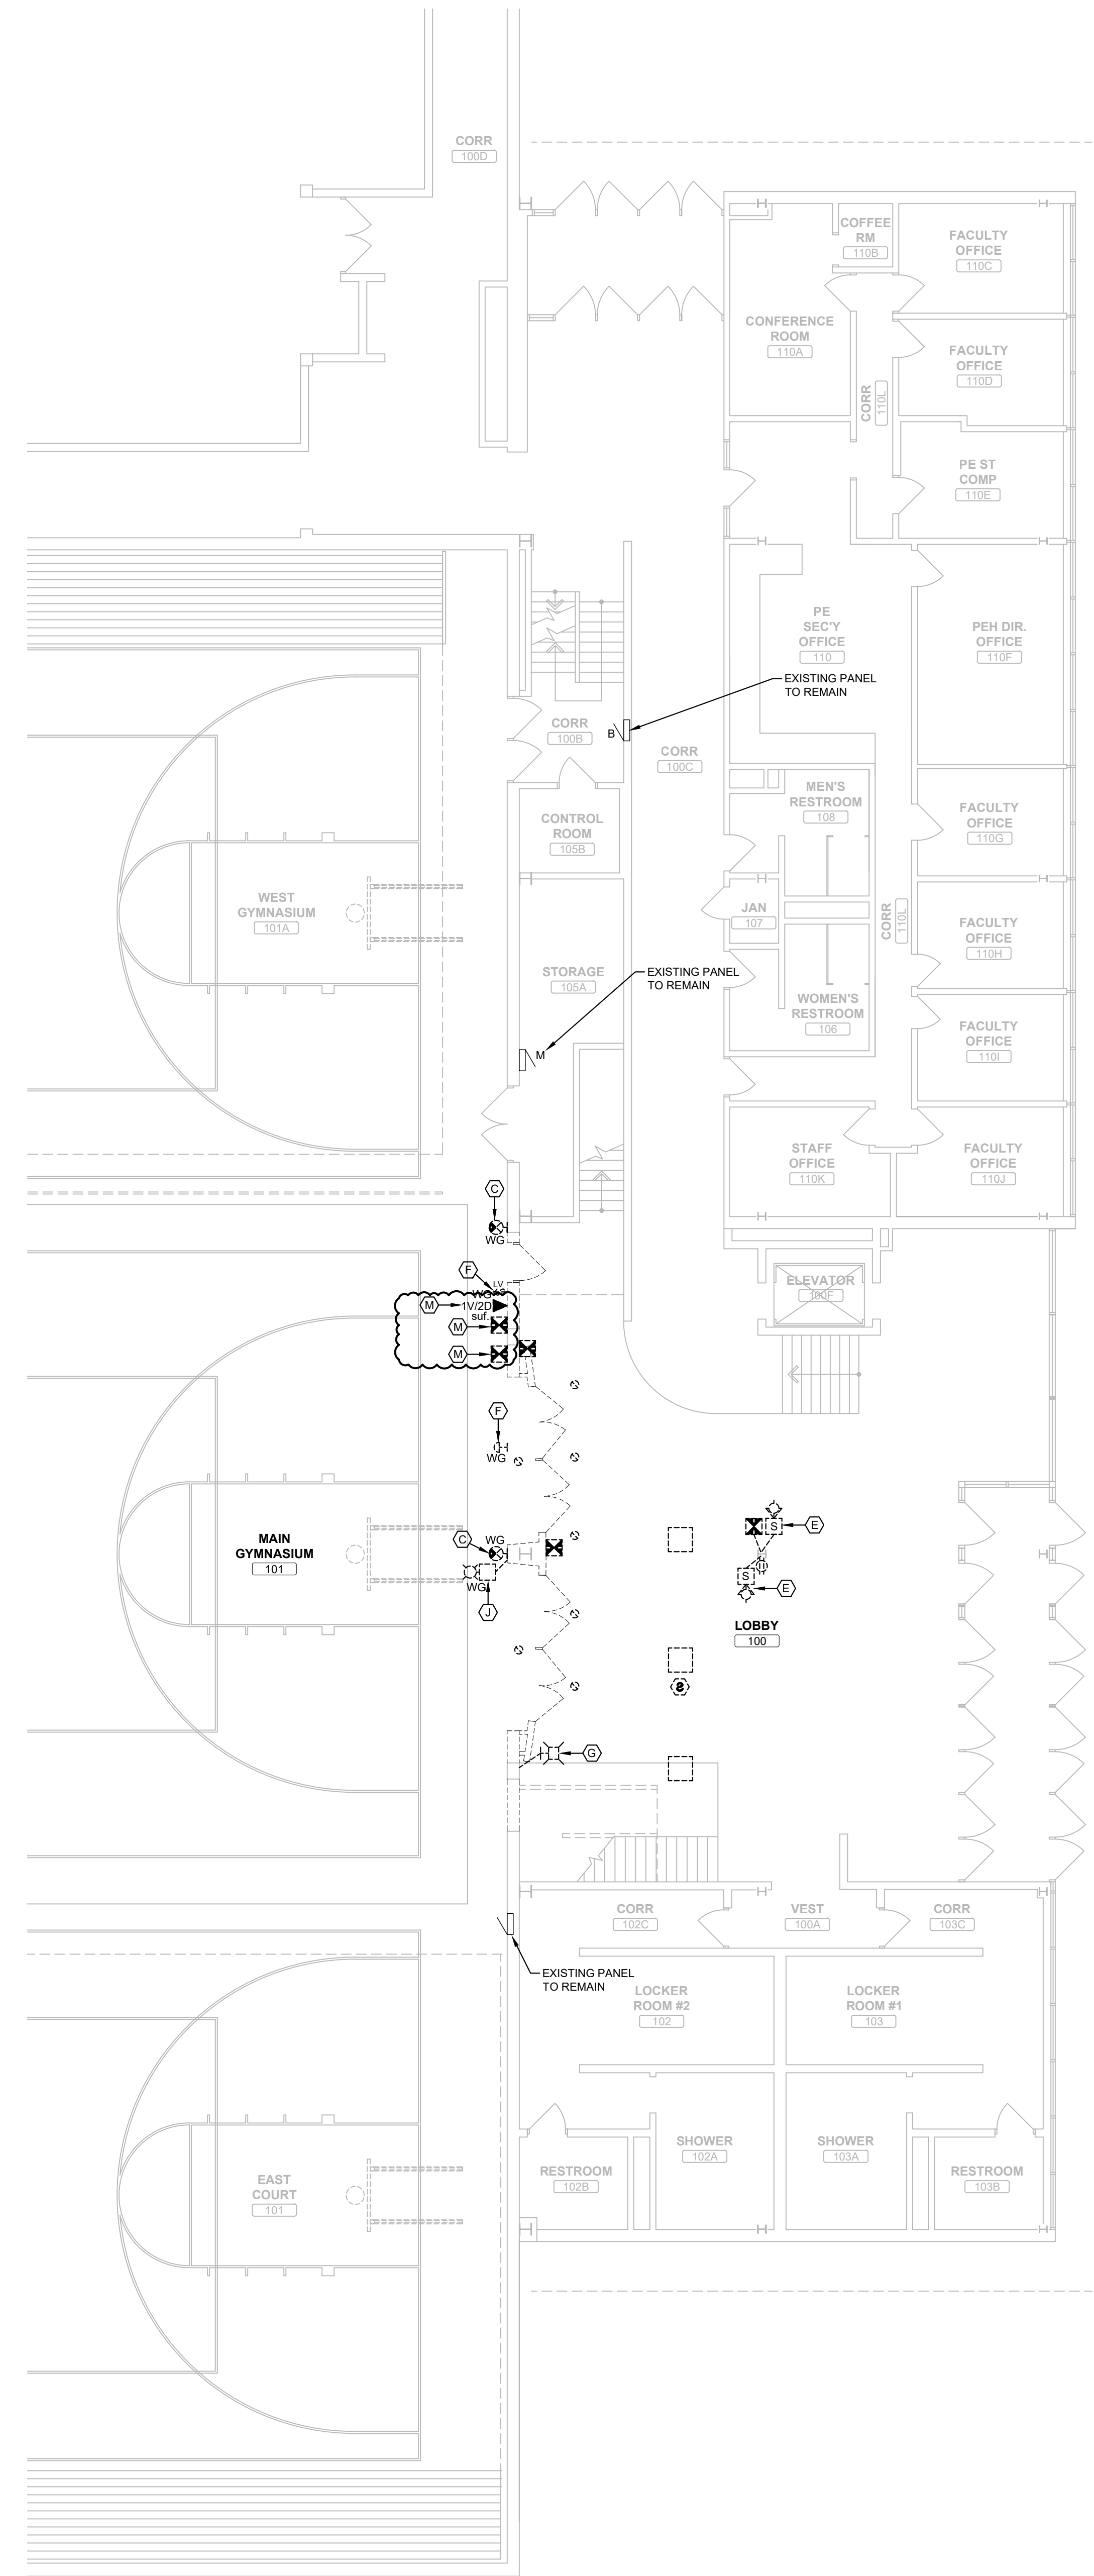 CORR
100D
COFFEE
RM
110B
FACULTY
OFFICE
110C
CONFERENCE
ROOM
110A
FACULTY
OFFICE
110D
CORR
110L
PE ST
COMP
110E
PE
SEC'Y
OFFICE
110
PEH DIR.
OFFICE
110F
EXISTING PANEL
TO REMAIN
B
CORR
100B
CORR
100C
MEN'S
RESTROOM
108
CONTROL
ROOM
105B
FACULTY
OFFICE
110G
WEST
GYMNASIUM
101A
JAN
107
CORR
110L
FACULTY
OFFICE
110H
STORAGE
105A
EXISTING PANEL
TO REMAIN
WOMEN'S
RESTROOM
106
FACULTY
OFFICE
110I
M
STAFF
OFFICE
110K
FACULTY
OFFICE
110J
C
WG
F
LV
WG
M
1V/2D
suf.
M
M
ELEVATOR
100F
F
WG
MAIN
GYMNASIUM
101
C
WG
WG
J
S
E
S
E
LOBBY
100
G
CORR
102C
VEST
100A
CORR
103C
EXISTING PANEL
TO REMAIN
LOCKER
ROOM #2
102
LOCKER
ROOM #1
103
SHOWER
102A
SHOWER
103A
RESTROOM
102B
RESTROOM
103B
EAST
COURT
101